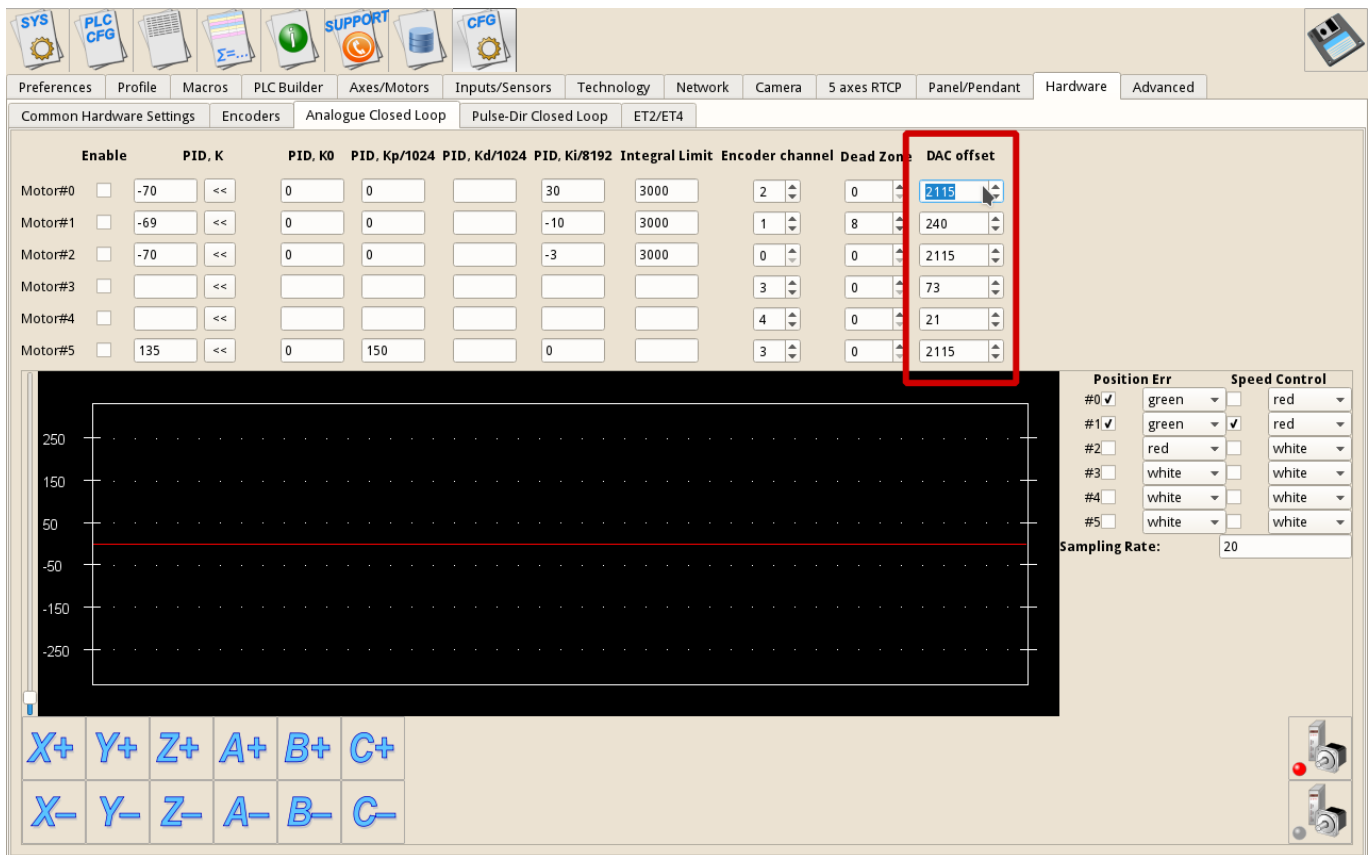 SYS PLC CFG Σ=... SUPPORT CFG
Preferences Profile Macros PLC Builder Axes/Motors Inputs/Sensors Technology Network Camera 5 axes RTCP Panel/Pendant Hardware Advanced
Common Hardware Settings Encoders Analogue Closed Loop Pulse-Dir Closed Loop ET2/ET4
Enable PID, K PID, K0 PID, Kp/1024 PID, Kd/1024 PID, Ki/8192 Integral Limit Encoder channel Dead Zone DAC offset
Motor#0 -70 << 0 0 30 3000 2 0 2115
Motor#1 -69 << 0 0 -10 3000 1 8 240
Motor#2 -70 << 0 0 -3 3000 0 0 2115
Motor#3 << 3 0 73
Motor#4 << 4 0 21
Motor#5 135 << 0 150 0 3 0 2115
Position Err Speed Control
#0 green red
#1 green red
#2 red white
#3 white white
#4 white white
#5 white white
Sampling Rate: 20
250
150
50
-50
-150
-250
X+ Y+ Z+ A+ B+ C+
X- Y- Z- A- B- C-